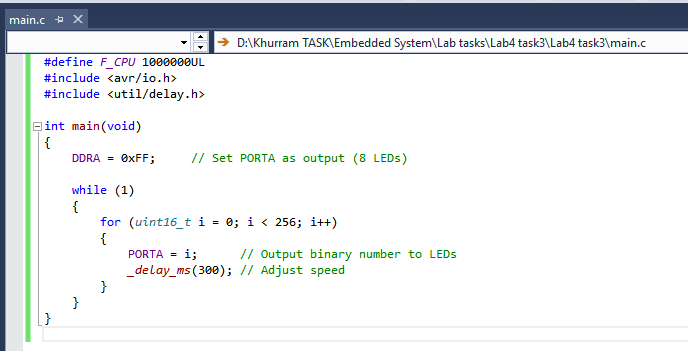 main.c
D:\Khurram TASK\Embedded System\Lab tasks\Lab4 task3\Lab4 task3\main.c
#define F_CPU 1000000UL
#include <avr/io.h>
#include <util/delay.h>
int main(void)
{
    DDRA = 0xFF;     // Set PORTA as output (8 LEDs)
    while (1)
    {
        for (uint16_t i = 0; i < 256; i++)
        {
            PORTA = i;      // Output binary number to LEDs
            _delay_ms(300); // Adjust speed
        }
    }
}